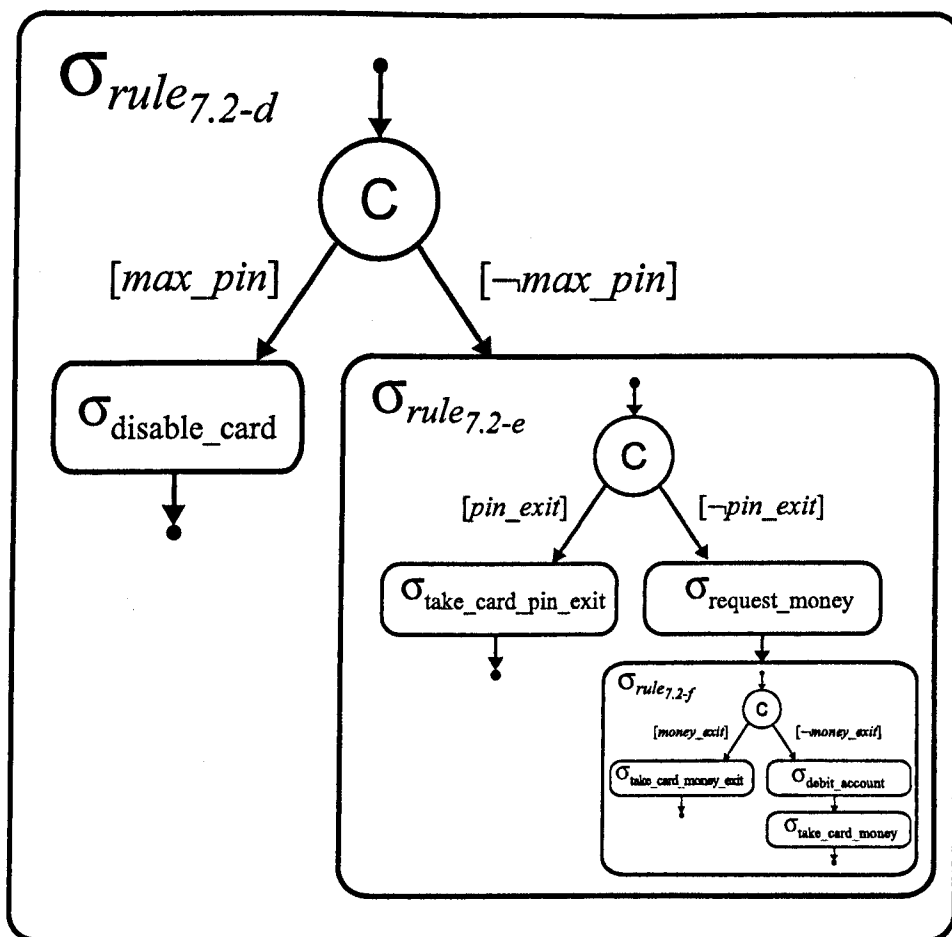 σrule7.2-d
C
[max_pin] [¬max_pin]
σdisable_card
σrule7.2-e
C
[pin_exit] [¬pin_exit]
σtake_card_pin_exit σrequest_money
σrule7.2-f
C
[money_exit] [¬money_exit]
σtake_card_money_exit σdebit_account
σtake_card_money